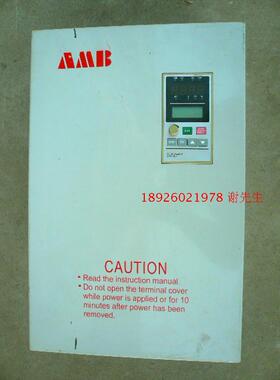 AMB
18926021978 谢先生
CAUTION
• Read the instruction manual
• Do not open the terminal cover
while power is applied or for 10
minutes after power has been
removed.